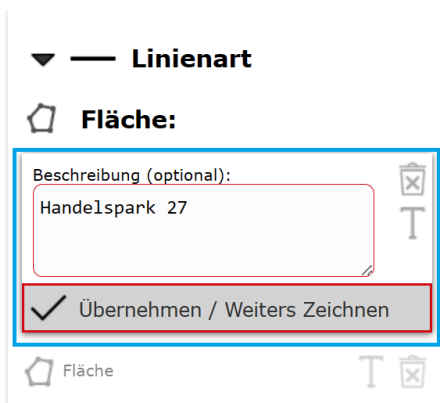 Linienart
Fläche:
Beschreibung (optional):
Handelspark 27
Übernehmen / Weiters Zeichnen
Fläche